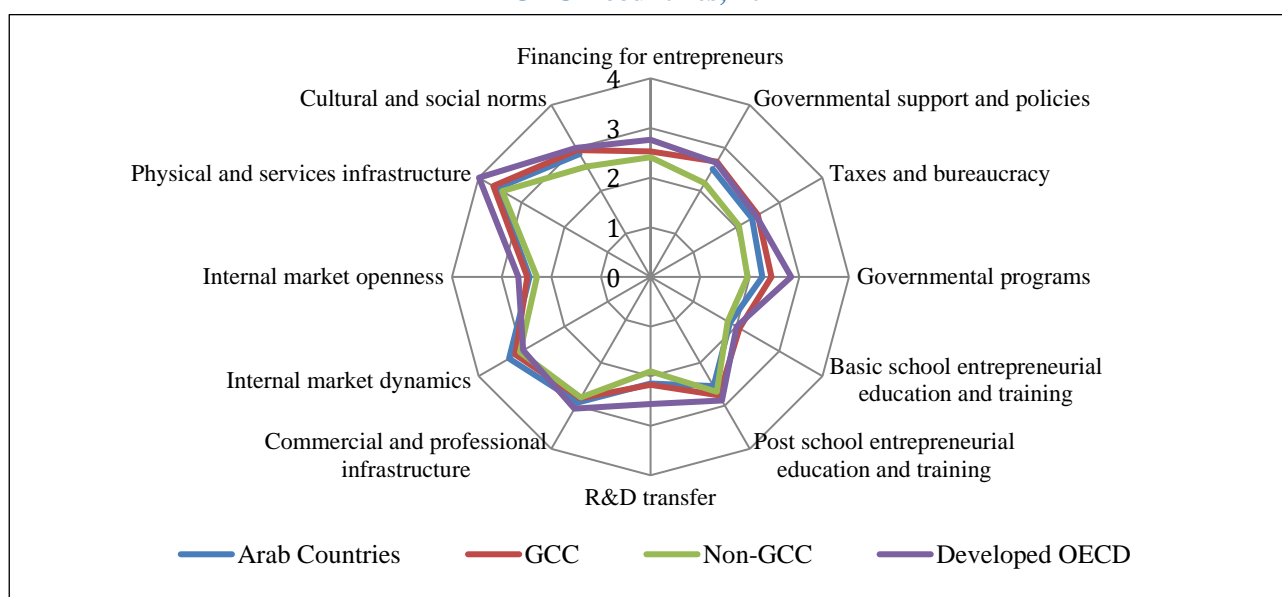 Financing for entrepreneurs
Cultural and social norms
Governmental support and policies
Physical and services infrastructure
Taxes and bureaucracy
Internal market openness
Governmental programs
Internal market dynamics
Basic school entrepreneurial
education and training
Commercial and professional
infrastructure
Post school entrepreneurial
education and training
R&D transfer
4
3
2
1
0
Arab Countries
GCC
Non-GCC
Developed OECD